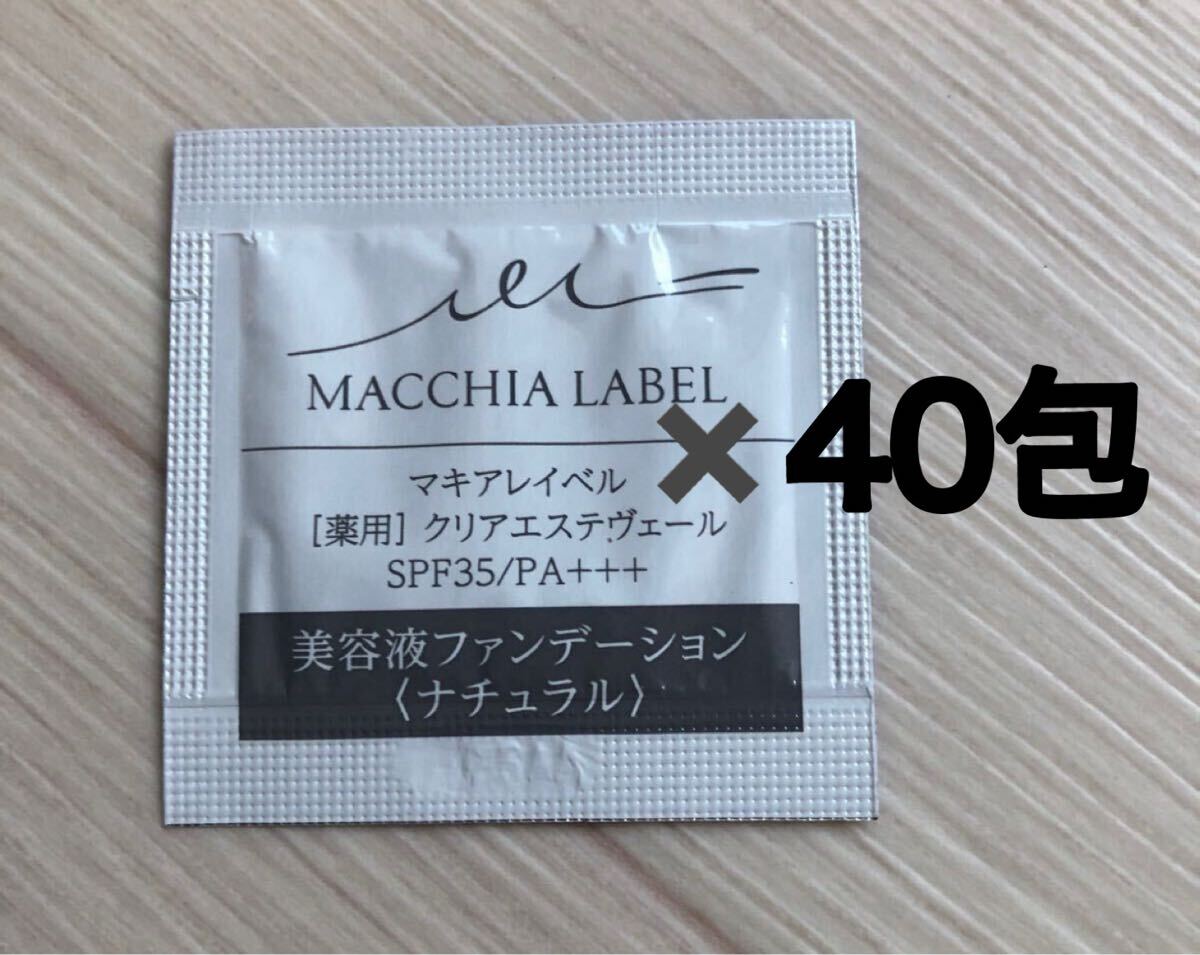 MACCHIA LABEL
マキアレイベル
［薬用］クリアエステヴェール
SPF35/PA+++
美容液ファンデーション
〈ナチュラル〉
✖40包